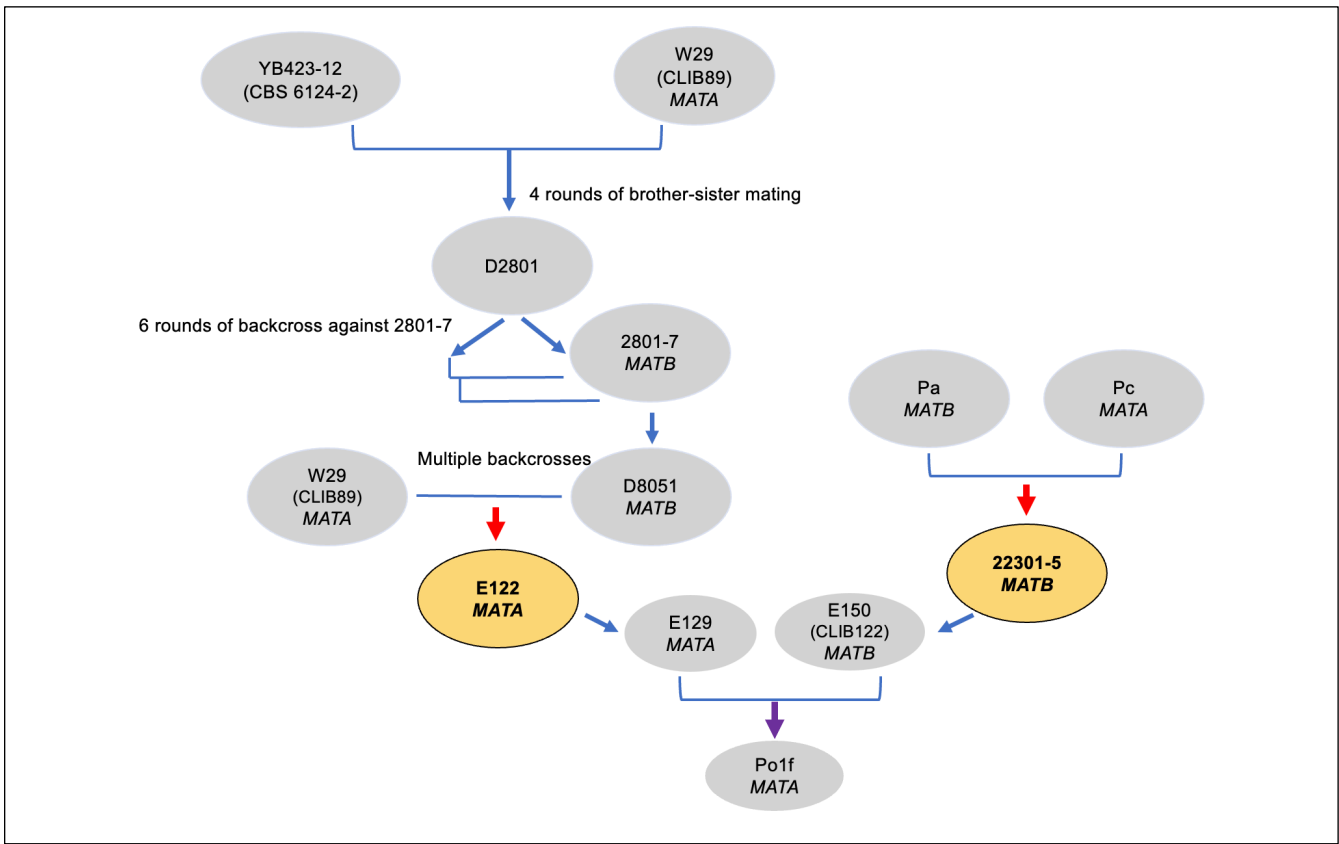 YB423-12
(CBS 6124-2)
W29
(CLIB89)
MATA
4 rounds of brother-sister mating
D2801
6 rounds of backcross against 2801-7
2801-7
MATB
Pa
MATB
Pc
MATA
Multiple backcrosses
W29
(CLIB89)
MATA
D8051
MATB
22301-5
MATB
E122
MATA
E129
MATA
E150
(CLIB122)
MATB
Po1f
MATA